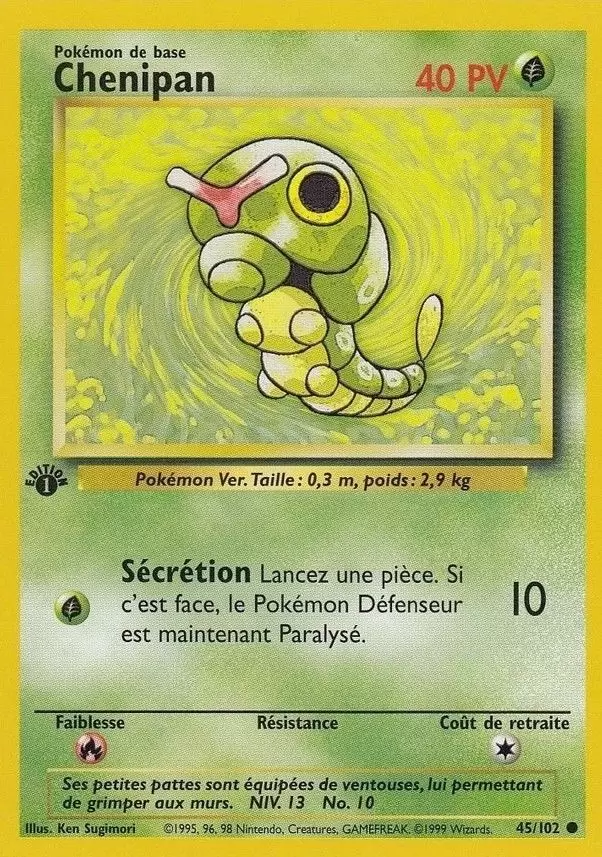 Pokémon de base
Chenipan
40 PV
EDITION
1
Pokémon Ver. Taille : 0,3 m, poids : 2,9 kg
Sécrétion Lancez une pièce. Si
c'est face, le Pokémon Défenseur
est maintenant Paralysé.
10
Faiblesse Résistance Coût de retraite
Ses petites pattes sont équipées de ventouses, lui permettant
de grimper aux murs. NIV. 13 No. 10
Illus. Ken Sugimori ©1995, 96, 98 Nintendo, Creatures, GAMEFREAK. ©1999 Wizards. 45/102